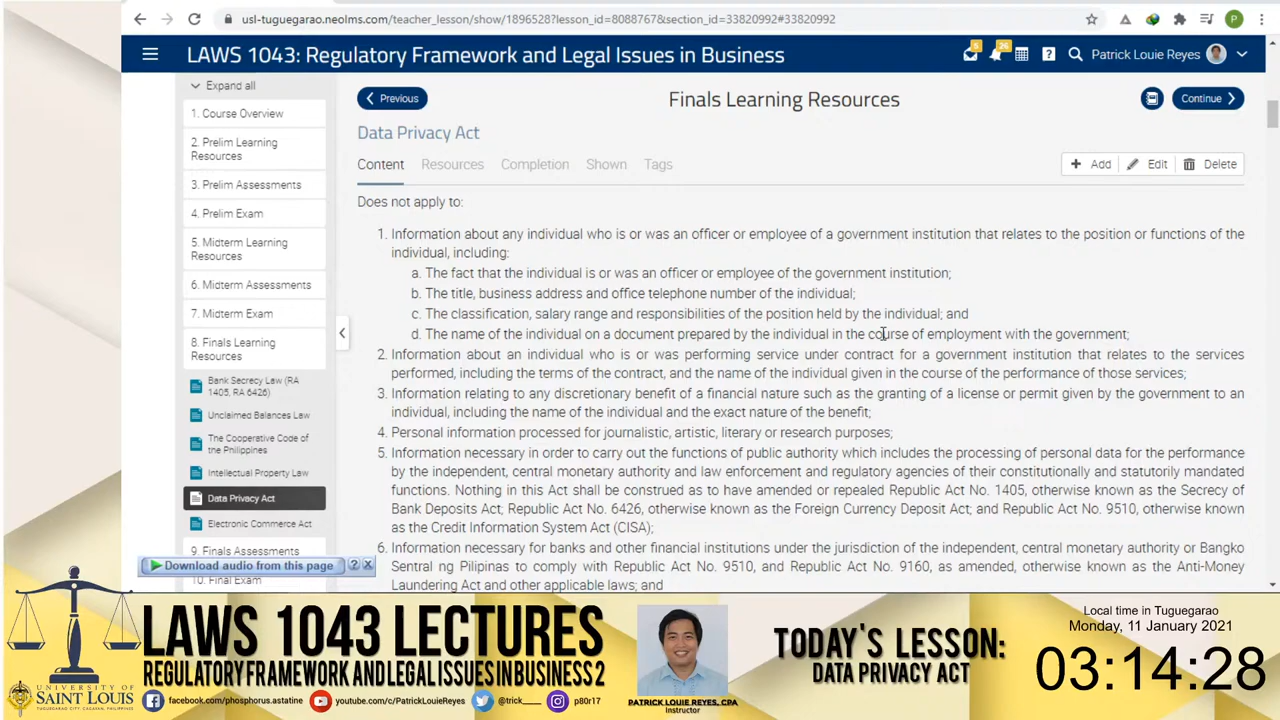 usl-tuguegarao.neolms.com/teacher_lesson/show/1896528?lesson_id=8088767&section_id=33820992#33820992
P
LAWS 1043: Regulatory Framework and Legal Issues in Business
Patrick Louie Reyes
Expand all
1. Course Overview
2. Prelim Learning
Resources
3. Prelim Assessments
4. Prelim Exam
5. Midterm Learning
Resources
6. Midterm Assessments
7. Midterm Exam
8. Finals Learning
Resources
Bank Secrecy Law (RA
1405, RA 6426)
Unclaimed Balances Law
The Cooperative Code of
the Philippines
Intellectual Property Law
Data Privacy Act
Electronic Commerce Act
9. Finals Assessments
10. Final Exam
Download audio from this page
? X
Previous
Finals Learning Resources
Continue
Data Privacy Act
Content Resources Completion Shown Tags
Add Edit Delete
Does not apply to:
1. Information about any individual who is or was an officer or employee of a government institution that relates to the position or functions of the
individual, including:
a. The fact that the individual is or was an officer or employee of the government institution;
b. The title, business address and office telephone number of the individual;
c. The classification, salary range and responsibilities of the position held by the individual; and
d. The name of the individual on a document prepared by the individual in the course of employment with the government;
2. Information about an individual who is or was performing service under contract for a government institution that relates to the services
performed, including the terms of the contract, and the name of the individual given in the course of the performance of those services;
3. Information relating to any discretionary benefit of a financial nature such as the granting of a license or permit given by the government to an
individual, including the name of the individual and the exact nature of the benefit;
4. Personal information processed for journalistic, artistic, literary or research purposes;
5. Information necessary in order to carry out the functions of public authority which includes the processing of personal data for the performance
by the independent, central monetary authority and law enforcement and regulatory agencies of their constitutionally and statutorily mandated
functions. Nothing in this Act shall be construed as to have amended or repealed Republic Act No. 1405, otherwise known as the Secrecy of
Bank Deposits Act; Republic Act No. 6426, otherwise known as the Foreign Currency Deposit Act; and Republic Act No. 9510, otherwise known
as the Credit Information System Act (CISA);
6. Information necessary for banks and other financial institutions under the jurisdiction of the independent, central monetary authority or Bangko
Sentral ng Pilipinas to comply with Republic Act No. 9510, and Republic Act No. 9160, as amended, otherwise known as the Anti-Money
Laundering Act and other applicable laws; and
LAWS 1043 LECTURES
REGULATORY FRAMEWORK AND LEGAL ISSUES IN BUSINESS 2
UNIVERSITY OF
SAINT LOUIS
TUGUEGARAO CITY, CAGAYAN, PHILIPPINES
facebook.com/phosphorus.astatine
youtube.com/c/PatrickLouieReyes
@trick____
p80r17
PATRICK LOUIE REYES, CPA
Instructor
TODAY'S LESSON:
DATA PRIVACY ACT
Local time in Tuguegarao
Monday, 11 January 2021
03:14:28